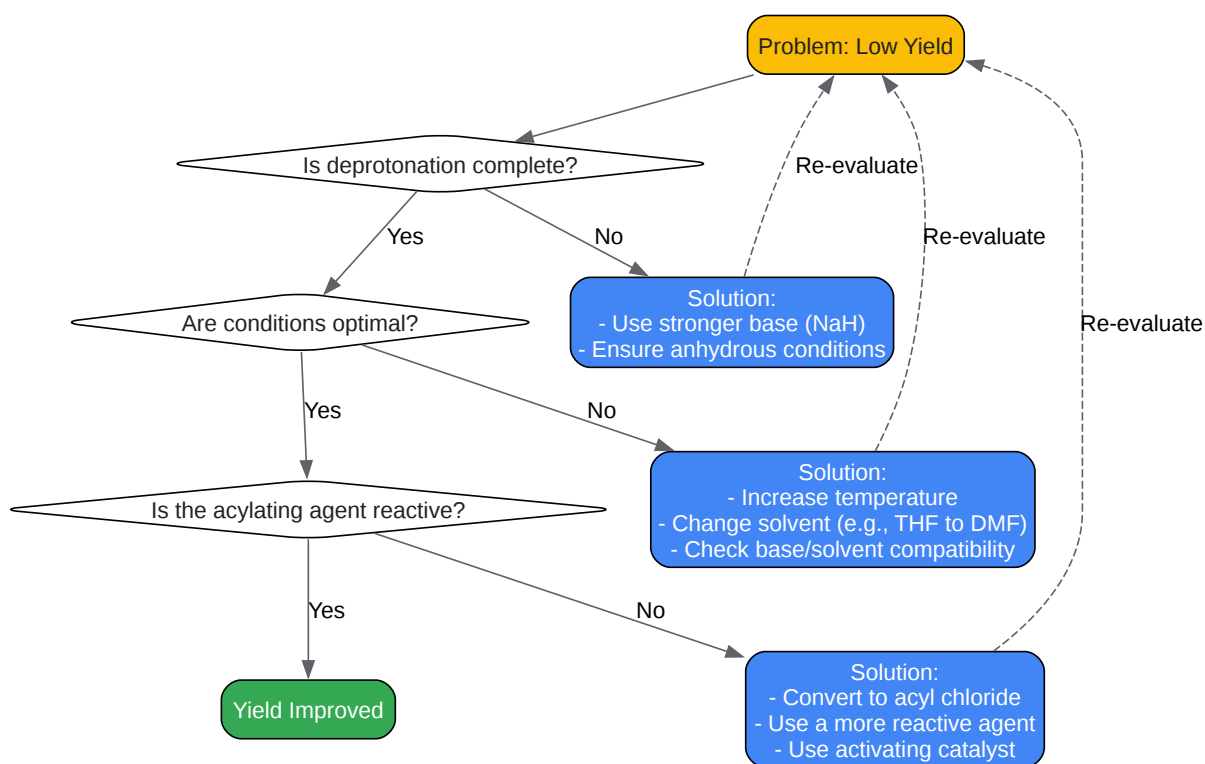 Problem: Low Yield
Is deprotonation complete?
Re-evaluate
Yes
No
Re-evaluate
Solution:
- Use stronger base (NaH)
- Ensure anhydrous conditions
Are conditions optimal?
Re-evaluate
Yes
No
Solution:
- Increase temperature
- Change solvent (e.g., THF to DMF)
- Check base/solvent compatibility
Is the acylating agent reactive?
Yes
No
Solution:
- Convert to acyl chloride
- Use a more reactive agent
- Use activating catalyst
Yield Improved